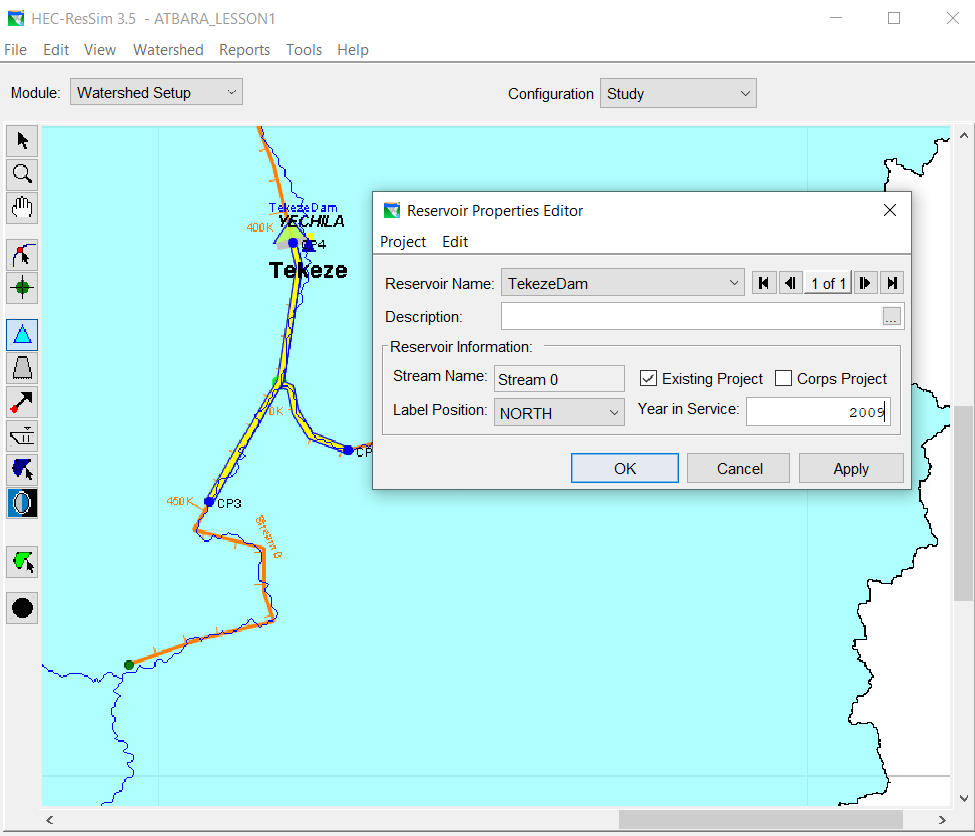 HEC-ResSim 3.5 - ATBARA_LESSON1
File Edit View Watershed Reports Tools Help
Module: Watershed Setup Configuration Study
TekezeDam
YECHILA
400K
CP4
Tekeze
CP
450K
CP3
Stream 0
Reservoir Properties Editor
Project Edit
Reservoir Name: TekezeDam 1 of 1
Description: ...
Reservoir Information:
Stream Name: Stream 0 Existing Project Corps Project
Label Position: NORTH Year in Service: 2009
OK Cancel Apply